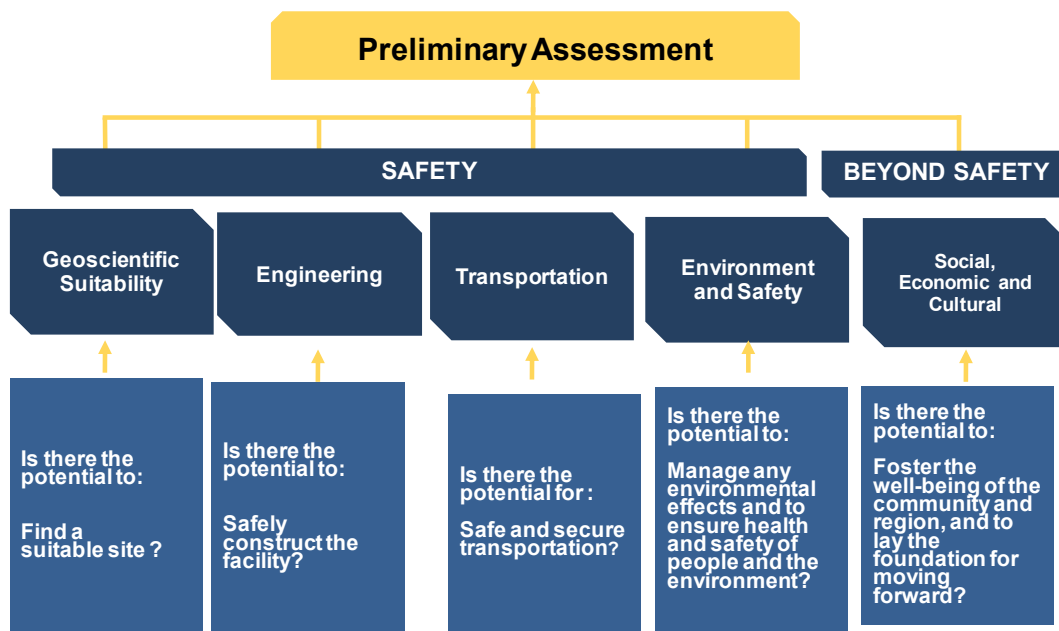 Preliminary Assessment
SAFETY
BEYOND SAFETY
Geoscientific
Suitability
Engineering
Transportation
Environment
and Safety
Social,
Economic and
Cultural
Is there the
potential to:
Find a
suitable site ?
Is there the
potential to:
Safely
construct the
facility?
Is there the
potential for :
Safe and secure
transportation?
Is there the
potential to:
Manage any
environmental
effects and to
ensure health
and safety of
people and the
environment?
Is there the
potential to:
Foster the
well-being of the
community and
region, and to
lay the
foundation for
moving
forward?